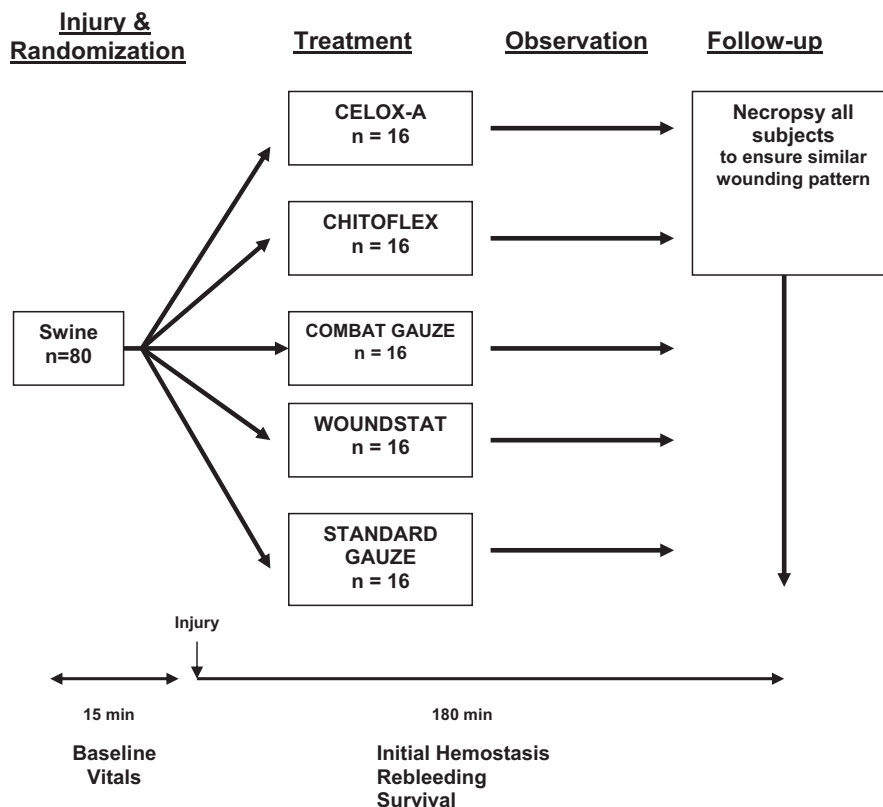 Injury &
Randomization
Treatment
Observation
Follow-up
CELOX-A
n = 16
CHITOFLEX
n = 16
Swine
n=80
COMBAT GAUZE
n = 16
WOUNDSTAT
n = 16
STANDARD
GAUZE
n = 16
Necropsy all
subjects
to ensure similar
wounding pattern
Injury
15 min
180 min
Baseline
Vitals
Initial Hemostasis
Rebleeding
Survival